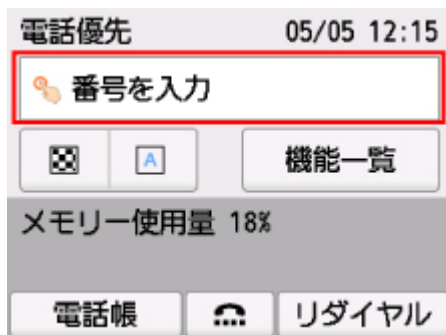 電話優先 05/05 12:15
番号を入力
A 機能一覧
メモリー使用量 18%
電話帳 リダイヤル